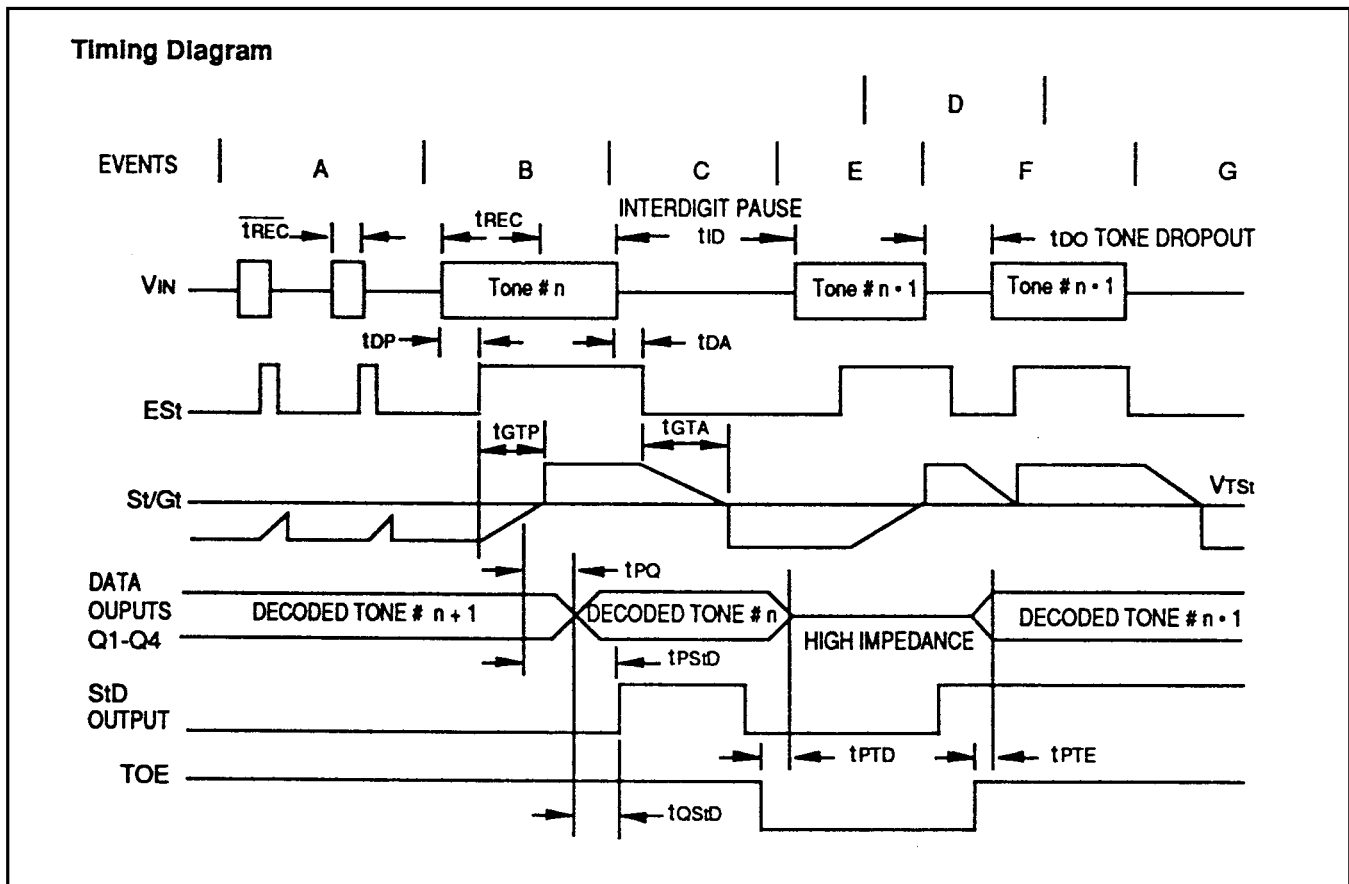 Timing Diagram
D
EVENTS A B C E F G
INTERDIGIT PAUSE
tREC tREC tID tDO TONE DROPOUT
VIN Tone # n Tone # n • 1 Tone # n • 1
tDP tDA
ESt
tGTP tGTA
St/Gt VTSt
tPQ
DATA
OUPUTS
Q1-Q4
DECODED TONE # n + 1 DECODED TONE # n HIGH IMPEDANCE DECODED TONE # n • 1
tPStD
StD
OUTPUT
tPTD tPTE
TOE
tQStD